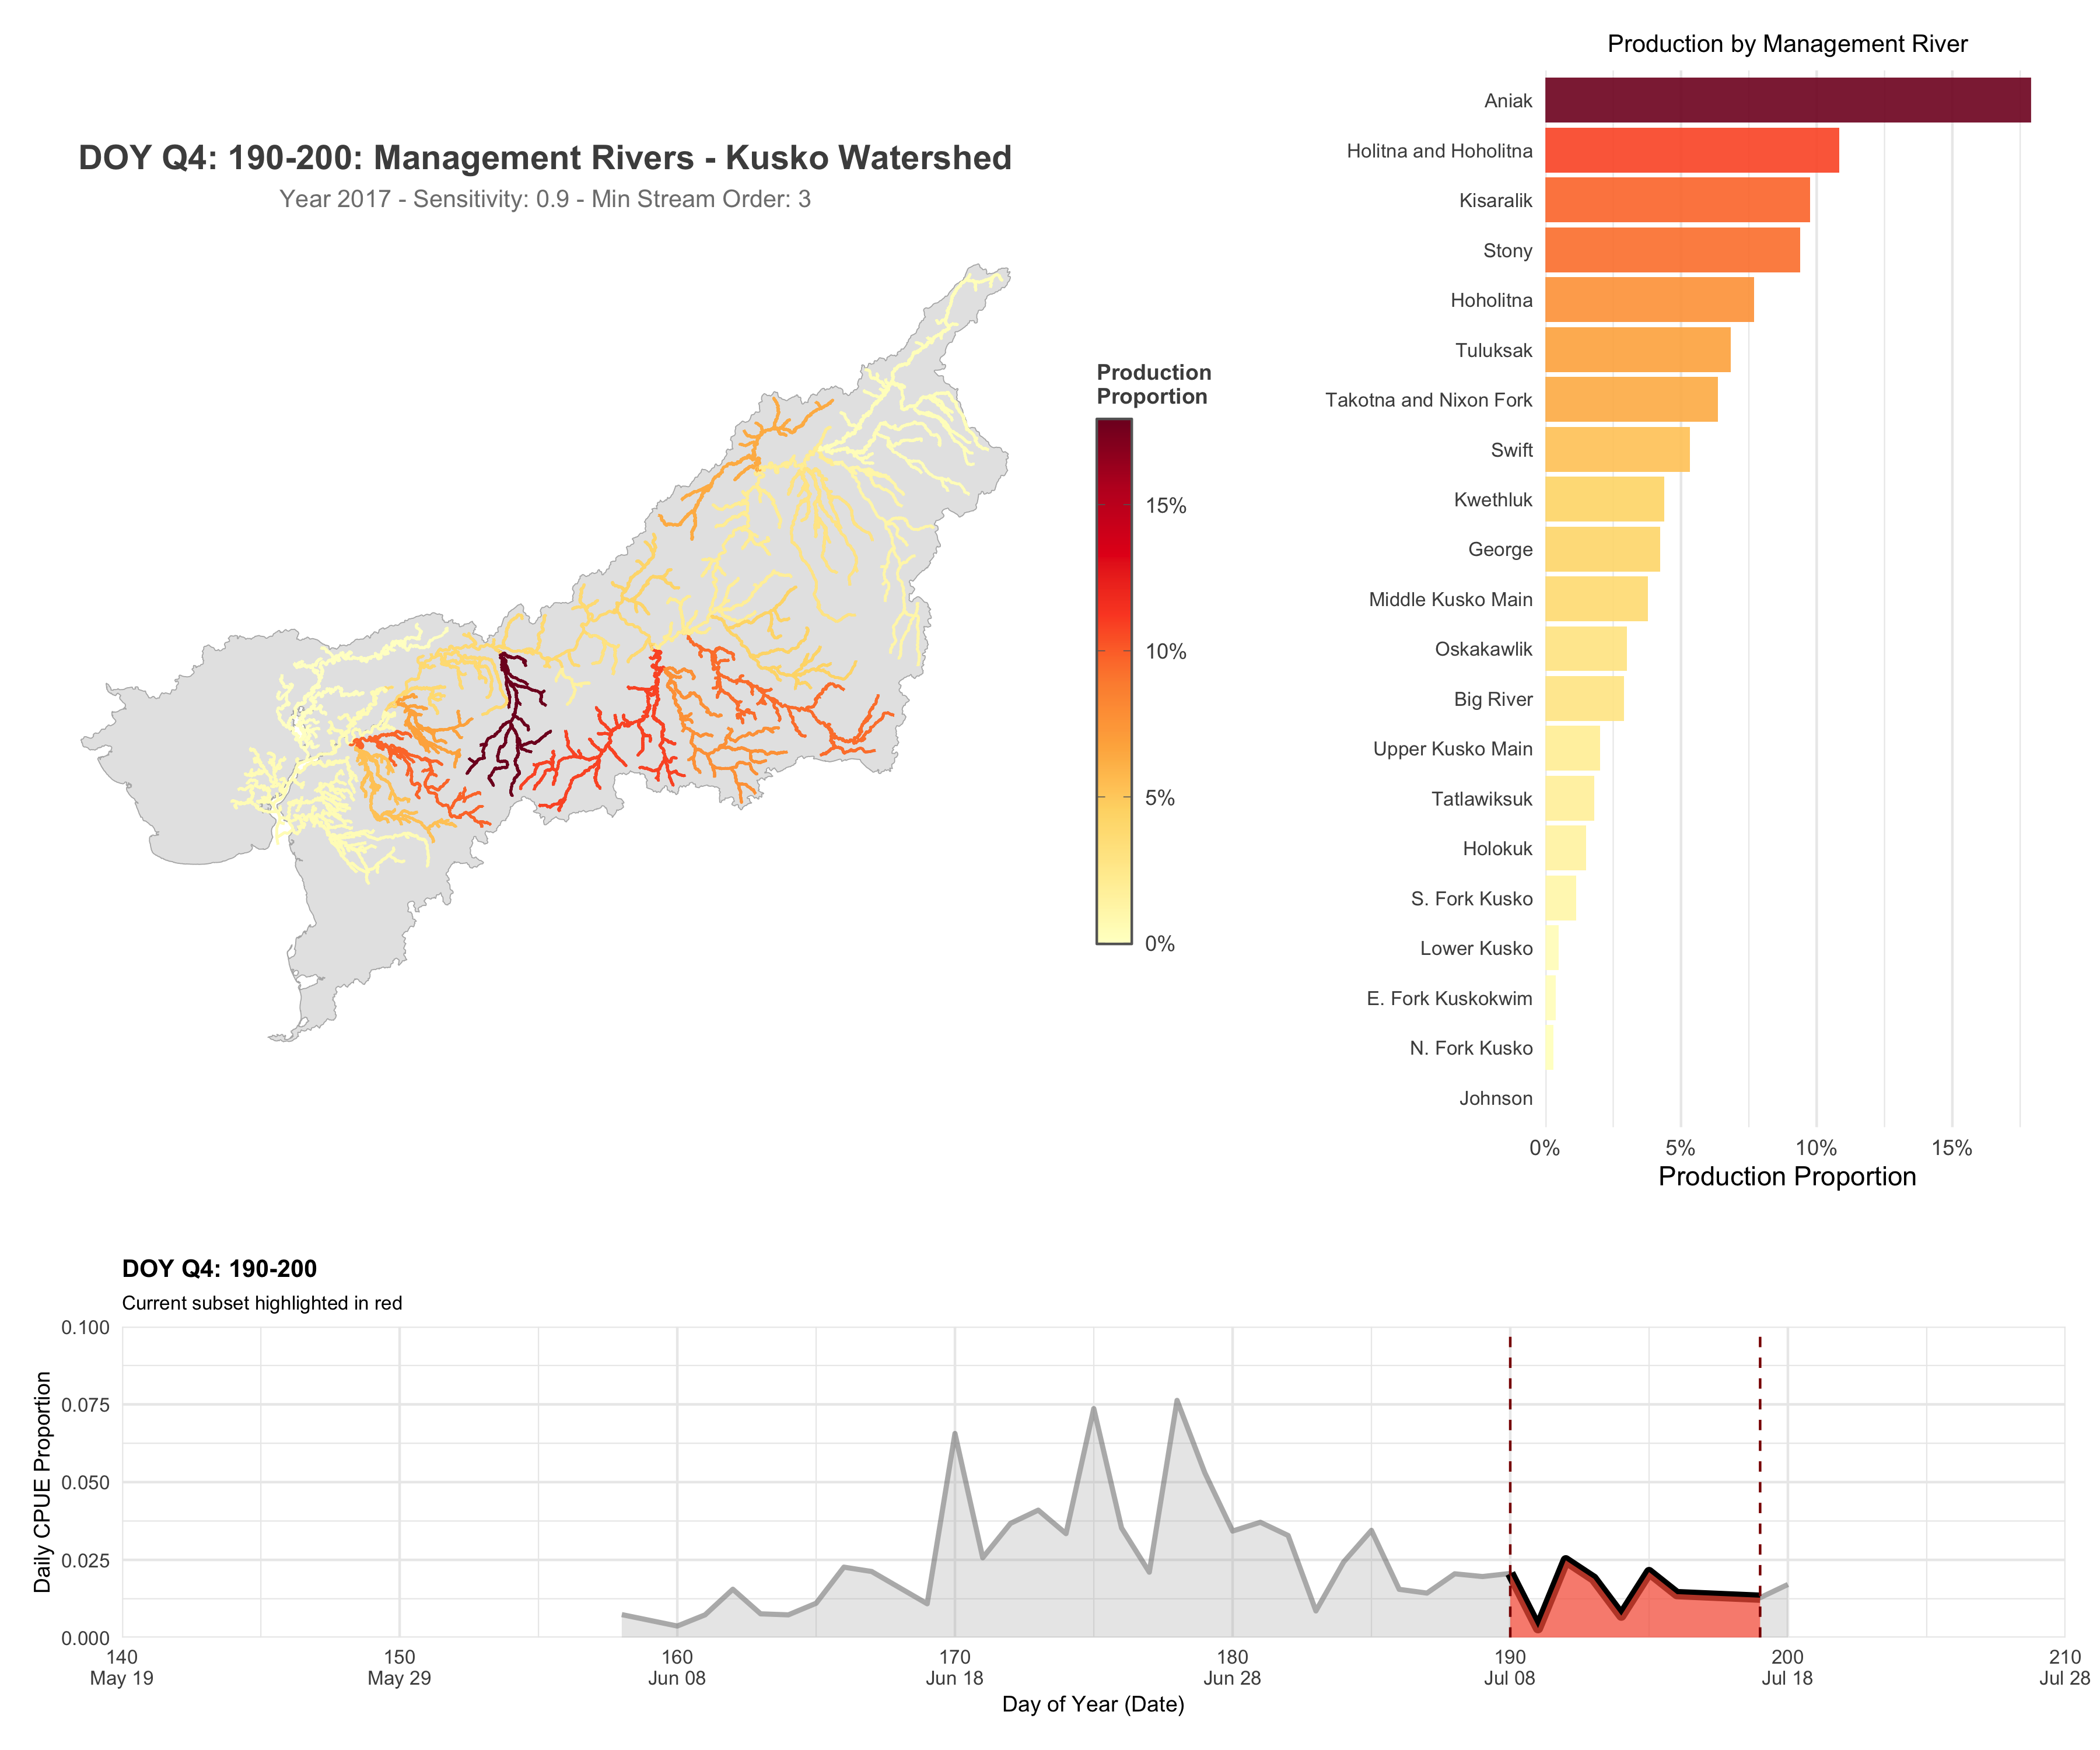 DOY Q4: 190-200: Management Rivers - Kusko Watershed
Year 2017 - Sensitivity: 0.9 - Min Stream Order: 3
Production
Proportion
15%
10%
5%
0%
Production by Management River
Aniak
Holitna and Hoholitna
Kisaralik
Stony
Hoholitna
Tuluksak
Takotna and Nixon Fork
Swift
Kwethluk
George
Middle Kusko Main
Oskakawlik
Big River
Upper Kusko Main
Tatlawiksuk
Holokuk
S. Fork Kusko
Lower Kusko
E. Fork Kuskokwim
N. Fork Kusko
Johnson
0% 5% 10% 15%
Production Proportion
DOY Q4: 190-200
Current subset highlighted in red
Daily CPUE Proportion
0.100
0.075
0.050
0.025
0.000
140 150 160 170 180 190 200 210
May 19 May 29 Jun 08 Jun 18 Jun 28 Jul 08 Jul 18 Jul 28
Day of Year (Date)